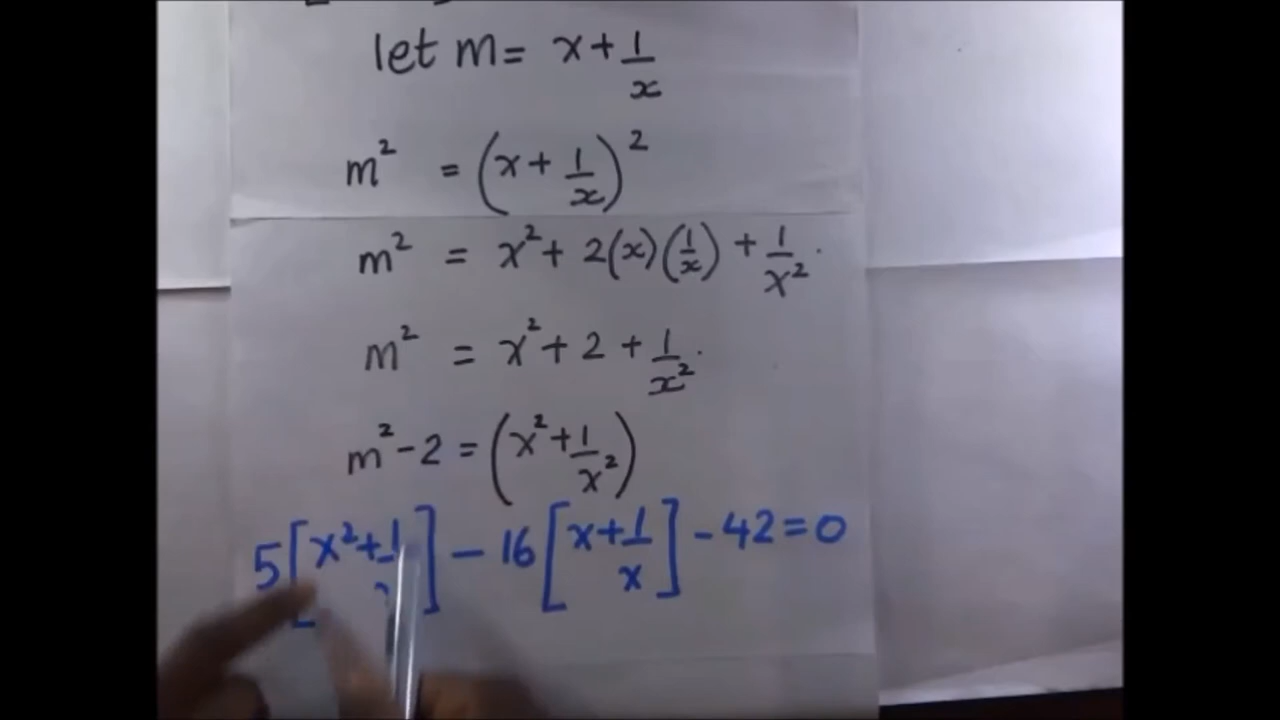 let m = x + 1/x
m² = (x + 1/x)²
m² = x² + 2(x)(1/x) + 1/x² .
m² = x² + 2 + 1/x² .
m² - 2 = (x² + 1/x²)
5[x² + 1/ ] - 16[x + 1/x] - 42 = 0